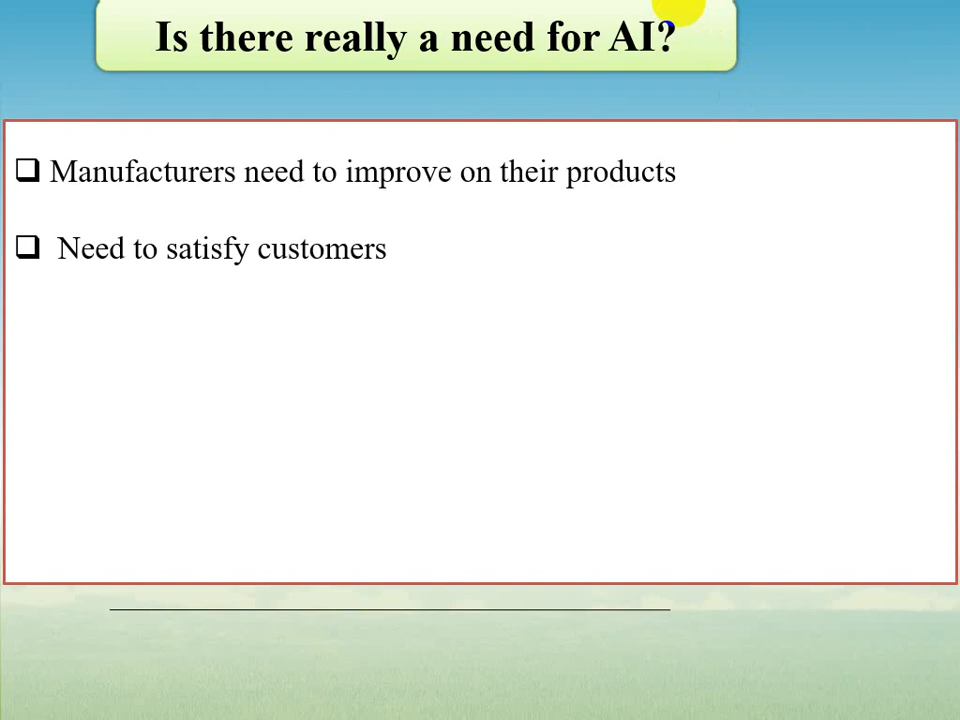 Is there really a need for AI?
❑ Manufacturers need to improve on their products
❑ Need to satisfy customers